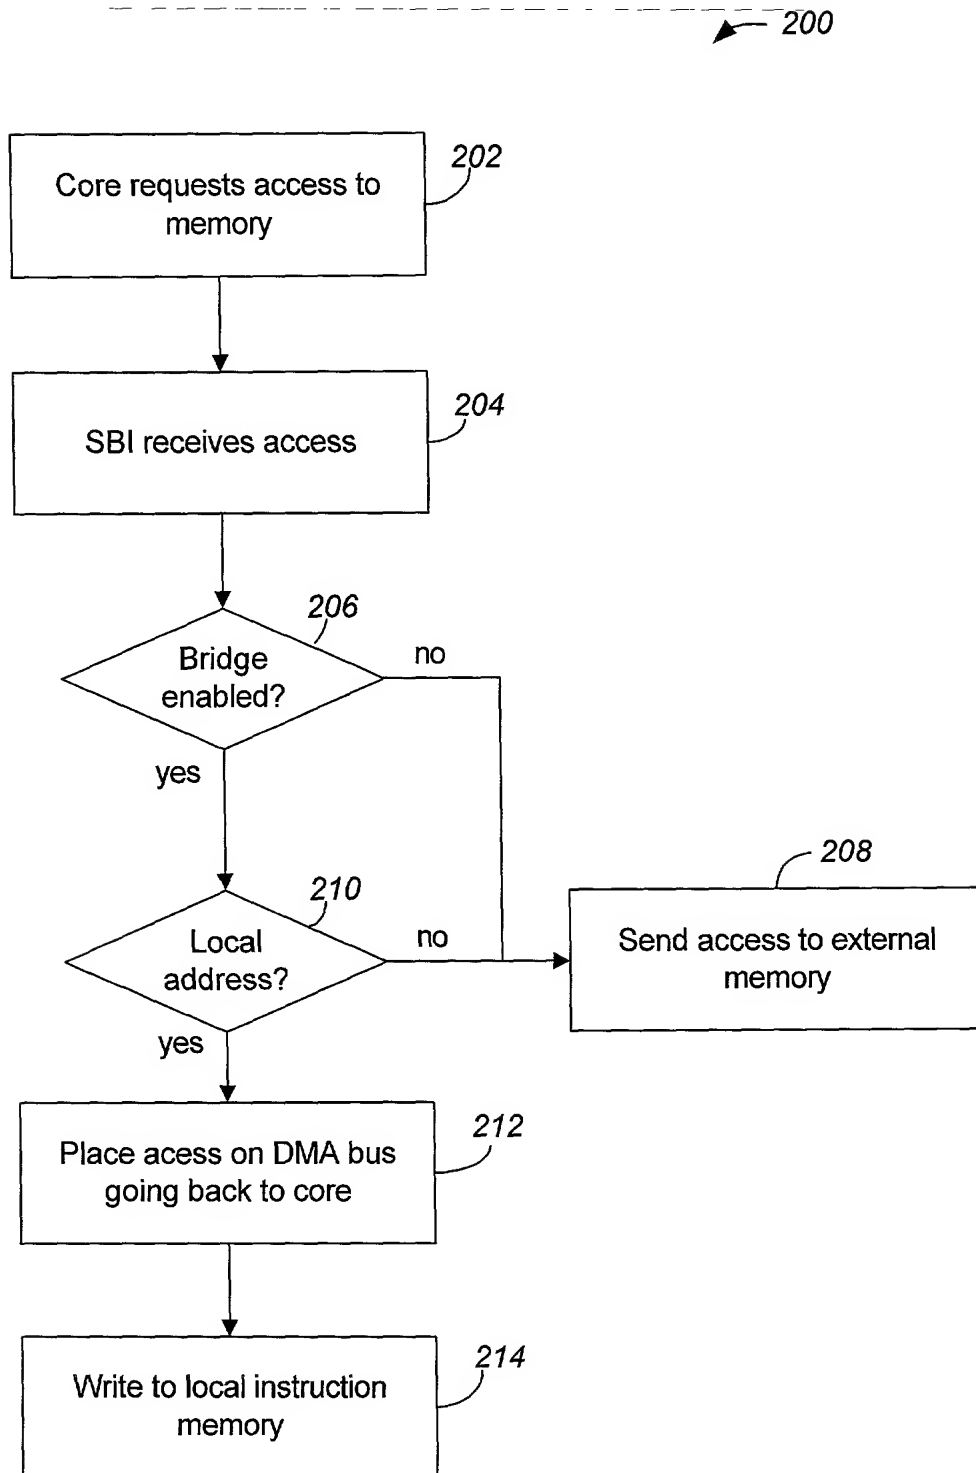 200
202
Core requests access to
memory
204
SBI receives access
206
Bridge
enabled?
no
yes
208
Send access to external
memory
210
Local
address?
no
yes
212
Place acess on DMA bus
going back to core
214
Write to local instruction
memory